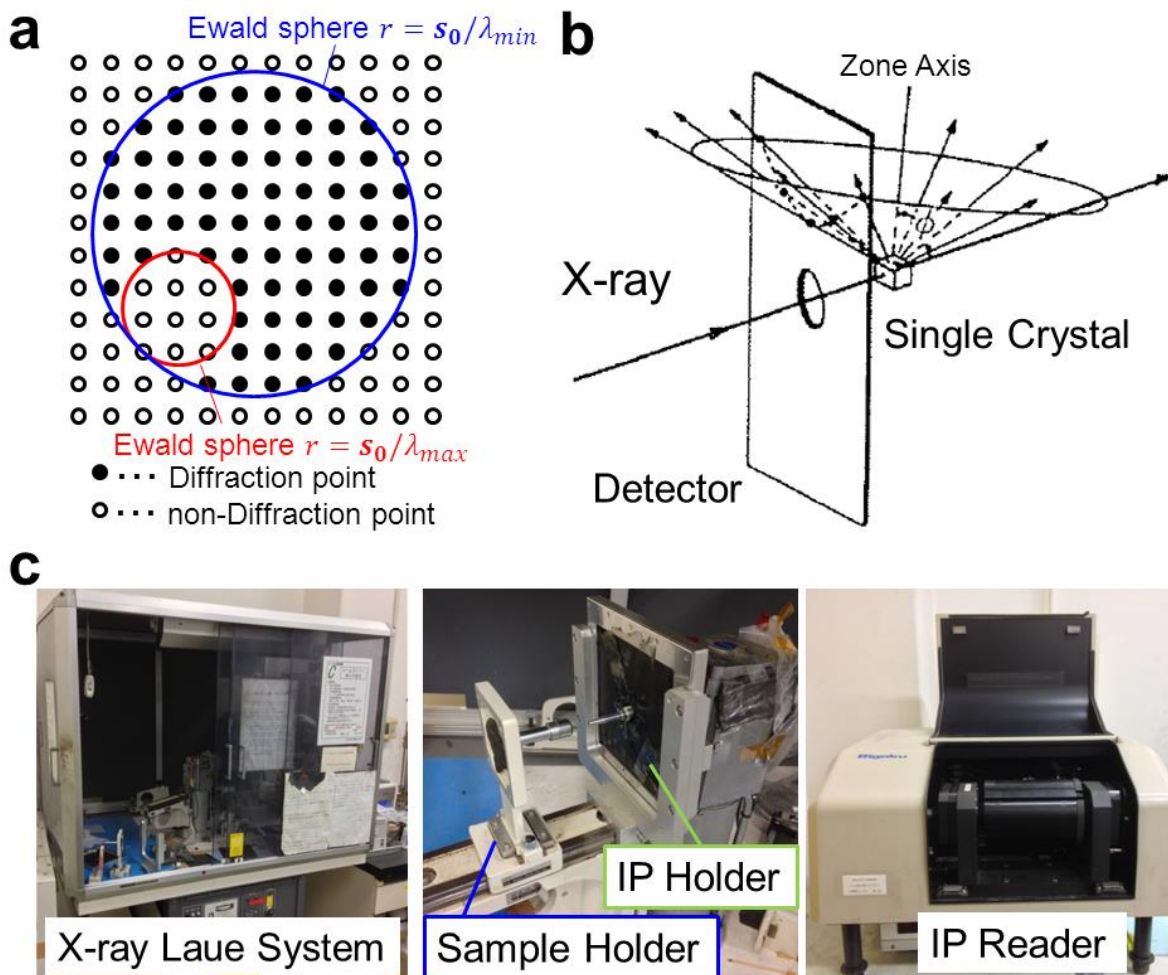 a
Ewald sphere r = s₀/λmin
Ewald sphere r = s₀/λmax
● ・・・ Diffraction point
○ ・・・ non-Diffraction point
b
Zone Axis
ϕ
X-ray
Single Crystal
Detector
c
X-ray Laue System
IP Holder
Sample Holder
Rigaku
IP Reader